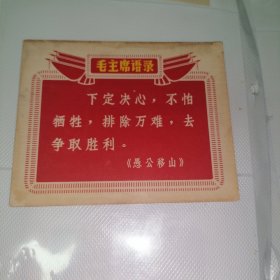 毛主席语录
下定决心，不怕
牺牲，排除万难，去
争取胜利。
《愚公移山》